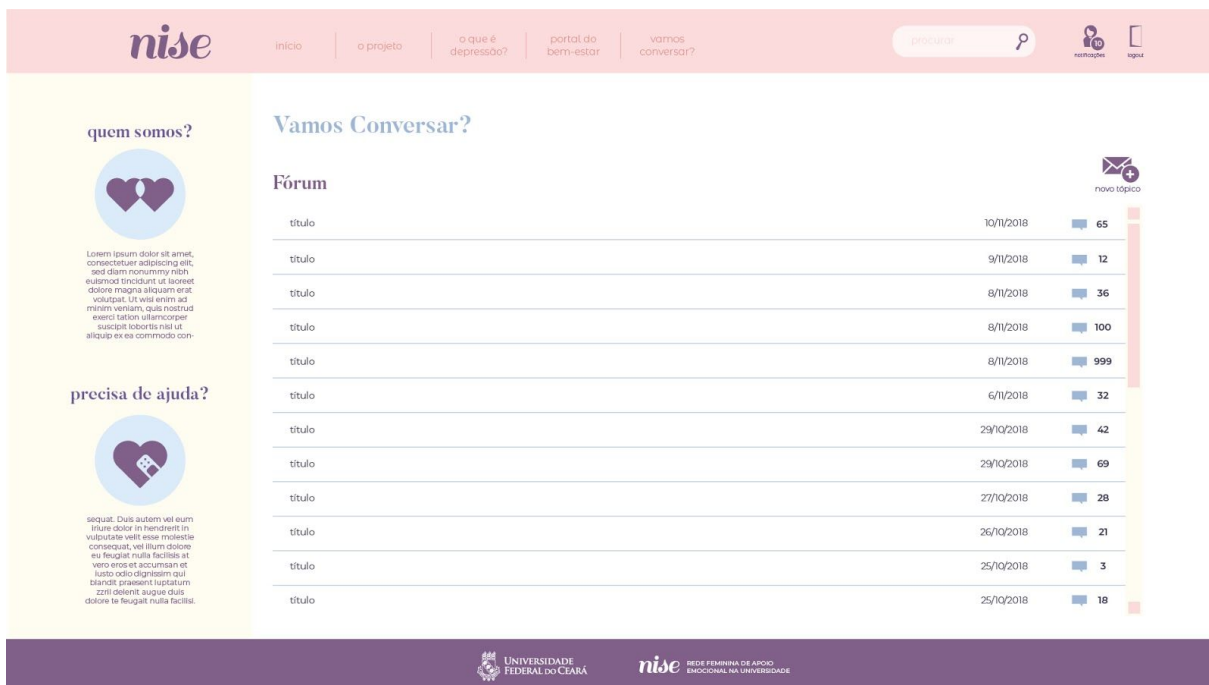 nise
início
o projeto
o que é
depressão?
portal do
bem-estar
vamos
conversar?
procurar
10
notificações
logout
quem somos?
Lorem ipsum dolor sit amet,
consectetuer adipiscing elit,
sed diam nonummy nibh
euismod tincidunt ut laoreet
dolore magna aliquam erat
volutpat. Ut wisi enim ad
minim veniam, quis nostrud
exerci tation ullamcorper
suscipit lobortis nisl ut
aliquip ex ea commodo con-
precisa de ajuda?
sequat. Duis autem vel eum
iriure dolor in hendrerit in
vulputate velit esse molestie
consequat, vel illum dolore
eu feugiat nulla facilisis at
vero eros et accumsan et
iusto odio dignissim qui
blandit praesent luptatum
zzril delenit augue duis
dolore te feugait nulla facilisi.
Vamos Conversar?
Fórum
novo tópico
título 10/11/2018 65
título 9/11/2018 12
título 8/11/2018 36
título 8/11/2018 100
título 8/11/2018 999
título 6/11/2018 32
título 29/10/2018 42
título 29/10/2018 69
título 27/10/2018 28
título 26/10/2018 21
título 25/10/2018 3
título 25/10/2018 18
UNIVERSIDADE
FEDERAL DO CEARÁ
nise
REDE FEMININA DE APOIO
EMOCIONAL NA UNIVERSIDADE